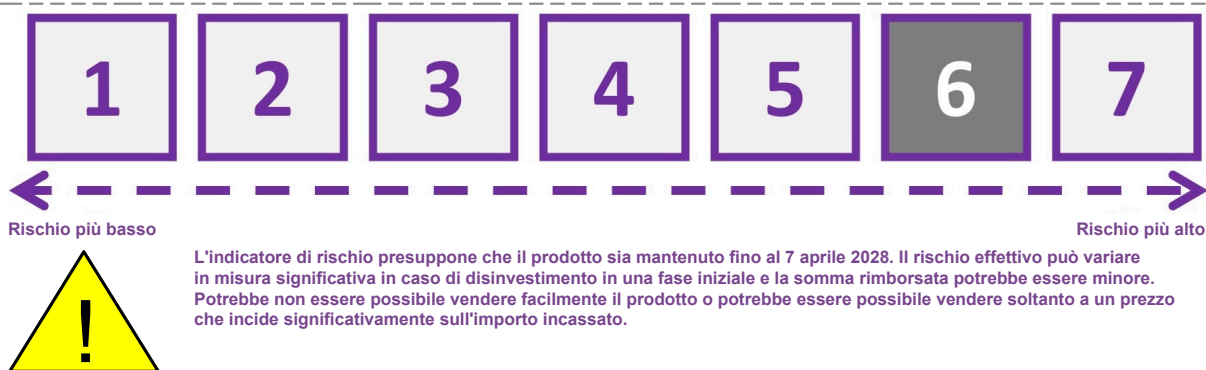 1 2 3 4 5 6 7
Rischio più basso Rischio più alto
L'indicatore di rischio presuppone che il prodotto sia mantenuto fino al 7 aprile 2028. Il rischio effettivo può variare
in misura significativa in caso di disinvestimento in una fase iniziale e la somma rimborsata potrebbe essere minore.
Potrebbe non essere possibile vendere facilmente il prodotto o potrebbe essere possibile vendere soltanto a un prezzo
che incide significativamente sull'importo incassato.
!